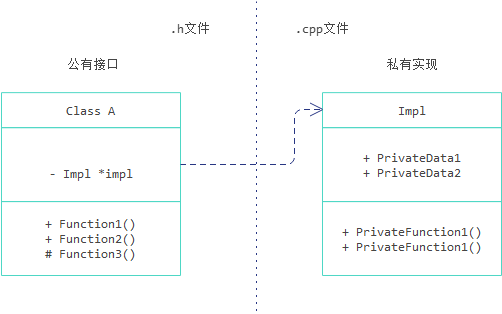 .h文件
.cpp文件
公有接口
私有实现
Class A
- Impl *impl
+ Function1()
+ Function2()
# Function3()
Impl
+ PrivateData1
+ PrivateData2
+ PrivateFunction1()
+ PrivateFunction1()